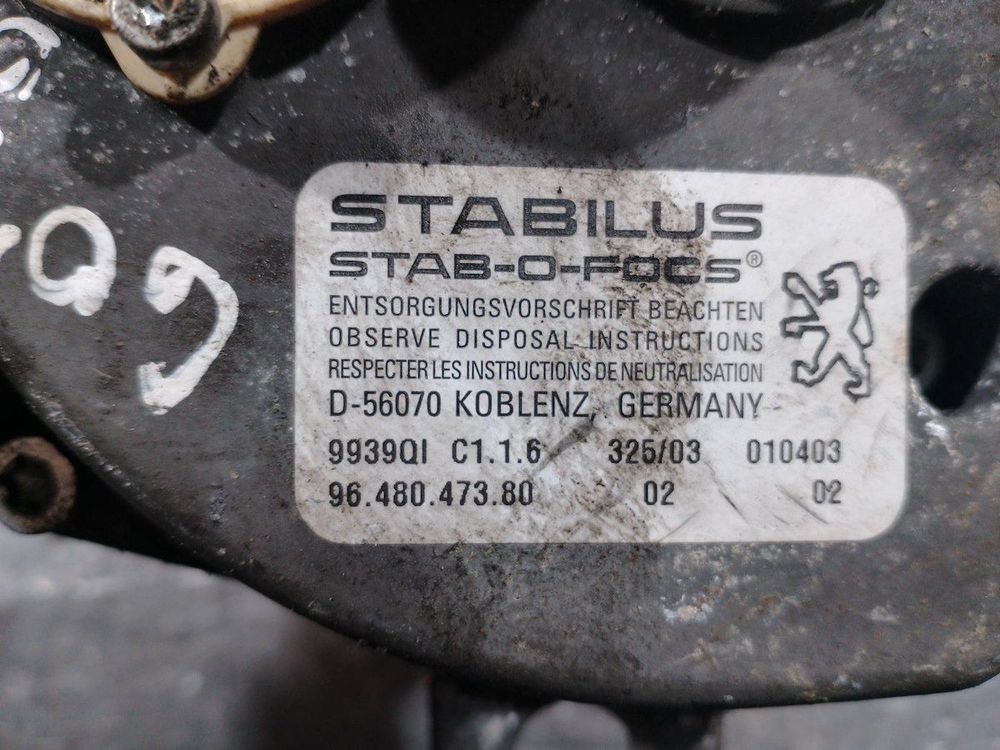 STABILUS
STAB-O-FOCS®
ENTSORGUNGSVORSCHRIFT BEACHTEN
OBSERVE DISPOSAL INSTRUCTIONS
RESPECTER LES INSTRUCTIONS DE NEUTRALISATION
D-56070 KOBLENZ, GERMANY
9939QI C1.1.6 325/03 010403
96.480.473.80 02 02